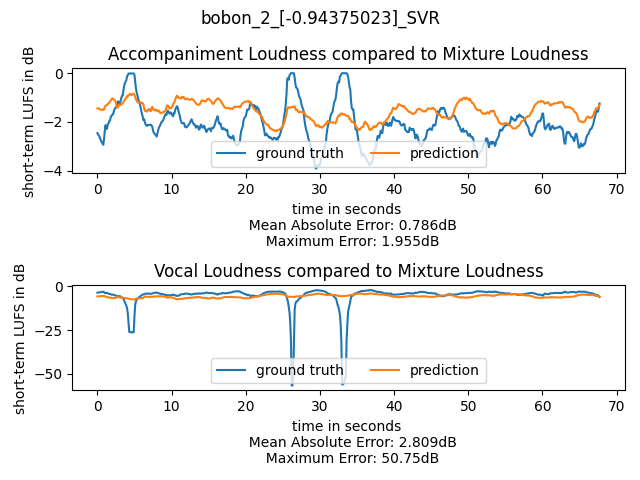 bobon_2_[-0.94375023]_SVR
Accompaniment Loudness compared to Mixture Loudness
short-term LUFS in dB
0
−2
−4
ground truth
prediction
0 10 20 30 40 50 60 70
time in seconds
Mean Absolute Error: 0.786dB
Maximum Error: 1.955dB
Vocal Loudness compared to Mixture Loudness
short-term LUFS in dB
0
−25
−50
ground truth
prediction
0 10 20 30 40 50 60 70
time in seconds
Mean Absolute Error: 2.809dB
Maximum Error: 50.75dB